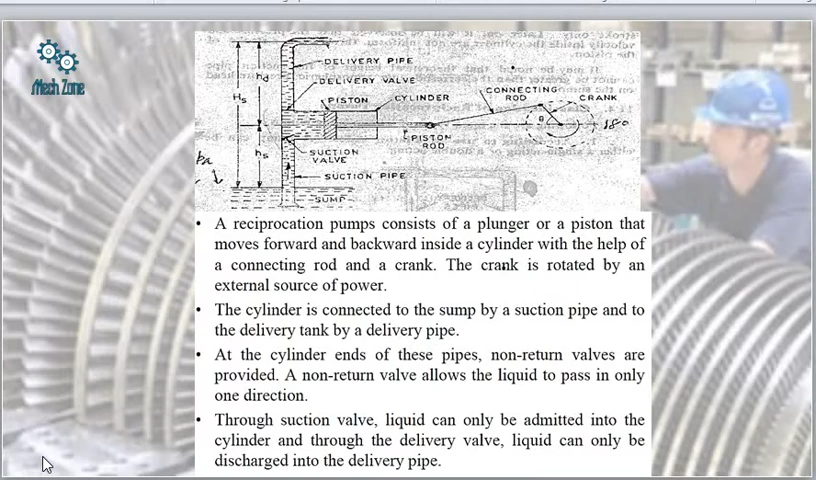 Mech Zone
DELIVERY PIPE
DELIVERY VALVE
hd
Hs
PISTON
CYLINDER
CONNECTING
ROD
CRANK
θ
180
PISTON
ROD
hs
SUCTION
VALVE
SUCTION PIPE
SUMP
• A reciprocation pumps consists of a plunger or a piston that
moves forward and backward inside a cylinder with the help of
a connecting rod and a crank. The crank is rotated by an
external source of power.
• The cylinder is connected to the sump by a suction pipe and to
the delivery tank by a delivery pipe.
• At the cylinder ends of these pipes, non-return valves are
provided. A non-return valve allows the liquid to pass in only
one direction.
• Through suction valve, liquid can only be admitted into the
cylinder and through the delivery valve, liquid can only be
discharged into the delivery pipe.